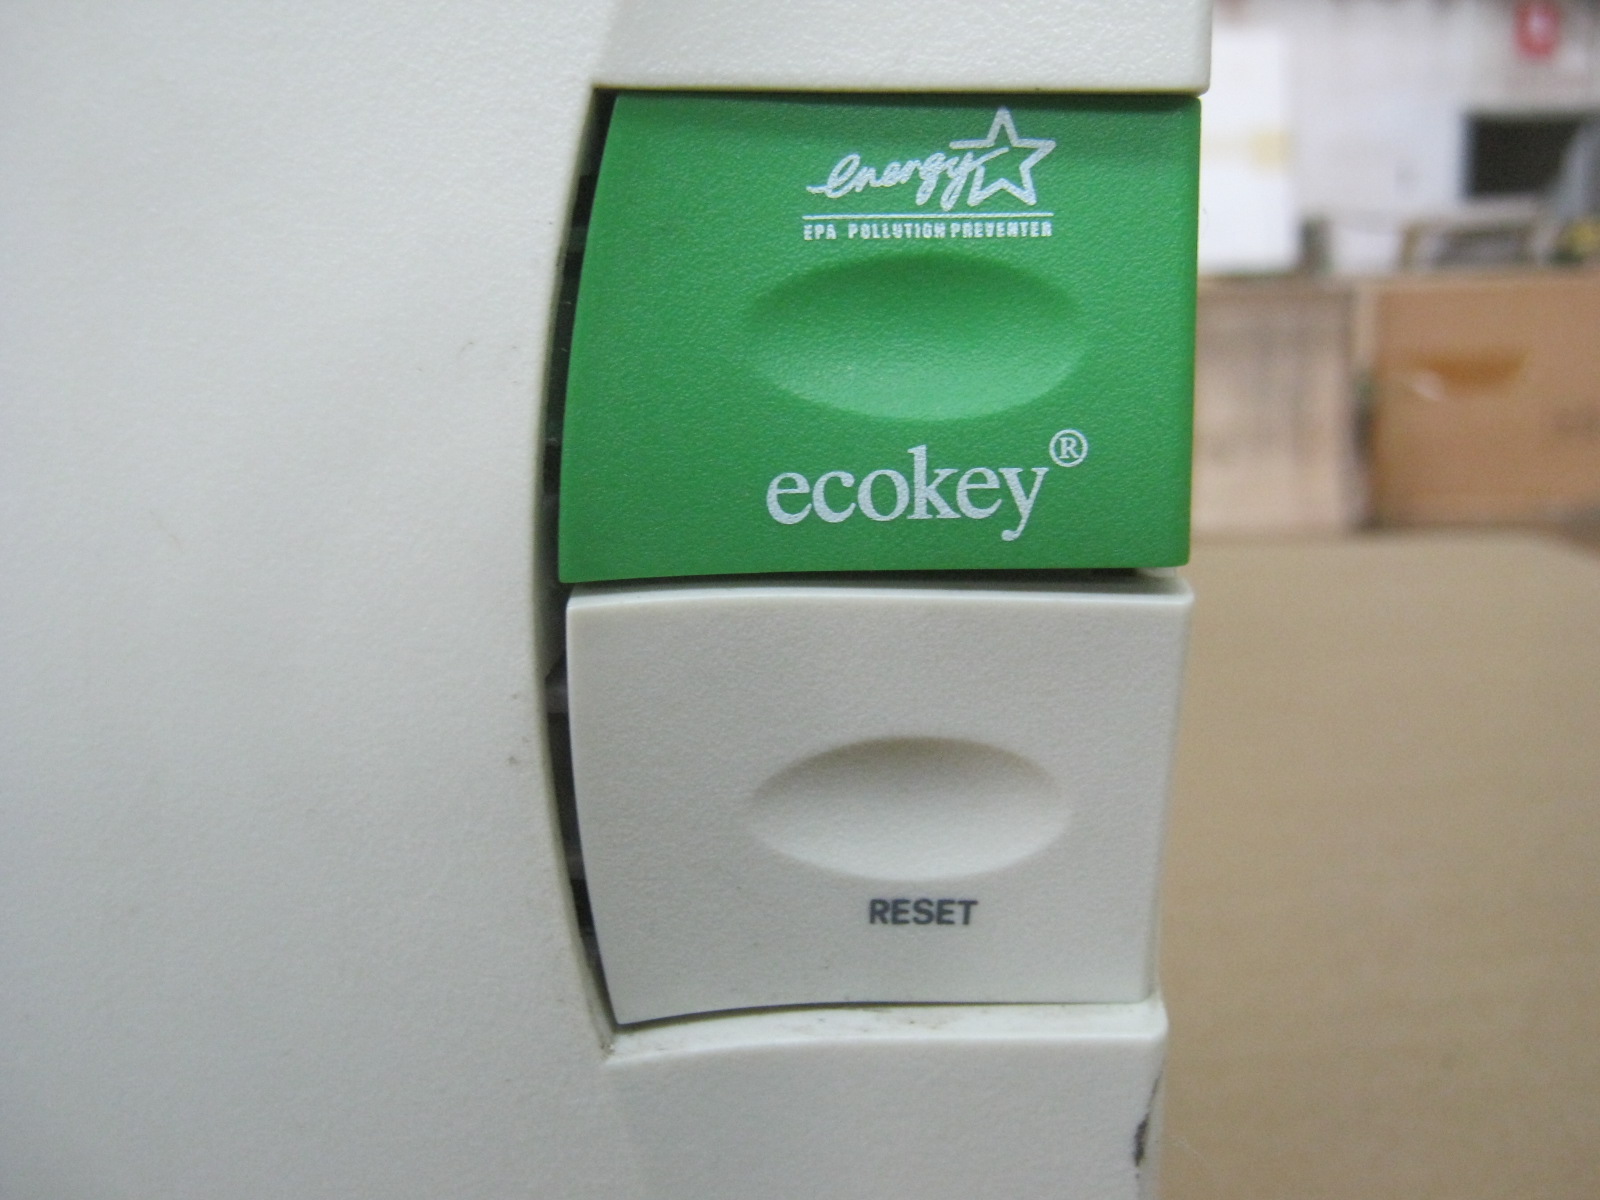 energy
EPA POLLUTION PREVENTER
ecokey®
RESET